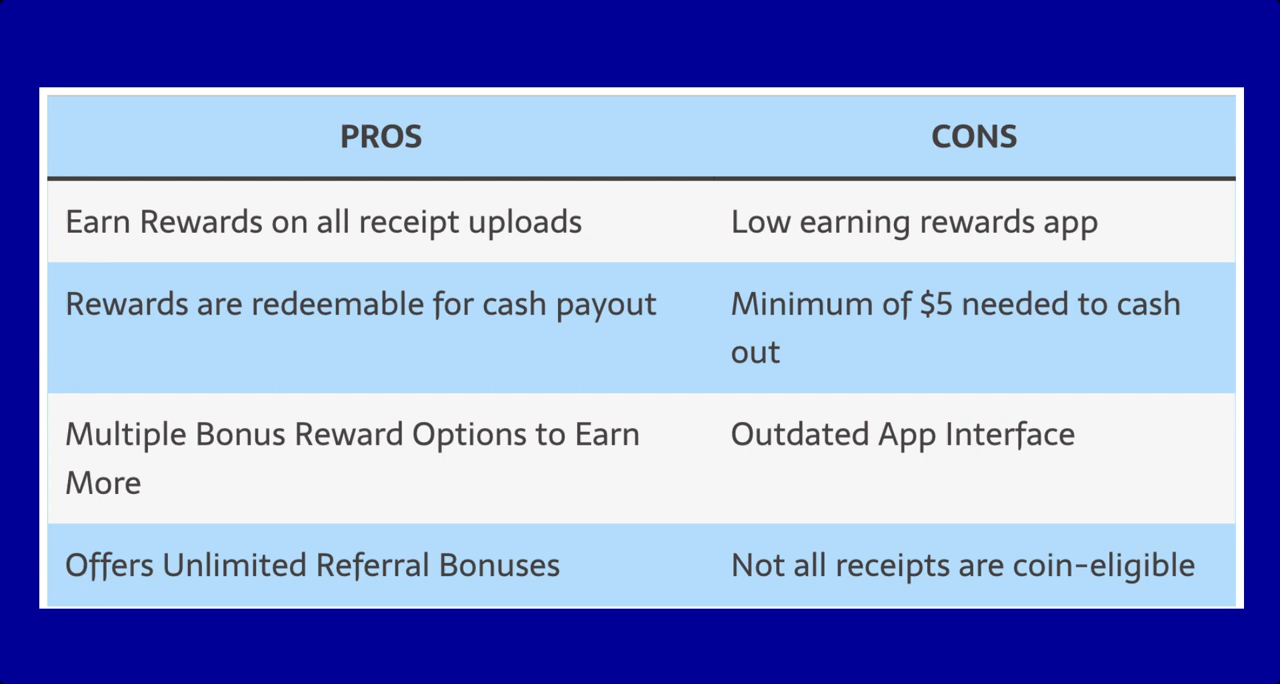 PROS CONS
Earn Rewards on all receipt uploads Low earning rewards app
Rewards are redeemable for cash payout Minimum of $5 needed to cash
out
Multiple Bonus Reward Options to Earn Outdated App Interface
More
Offers Unlimited Referral Bonuses Not all receipts are coin-eligible